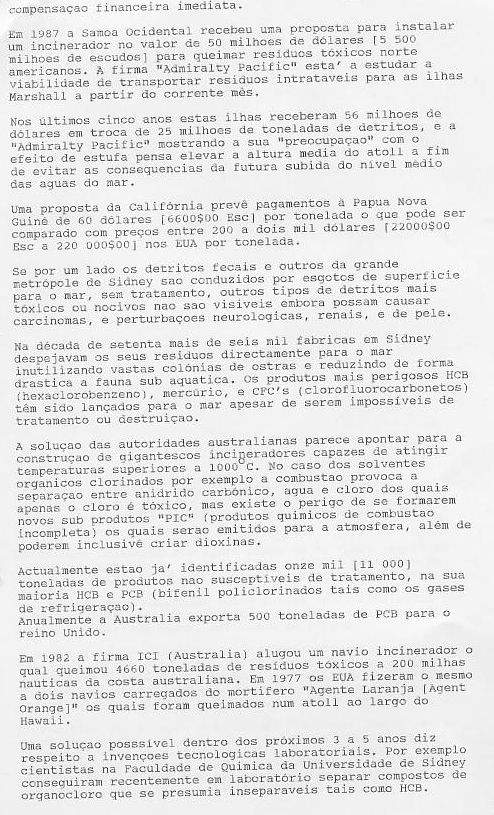 compensaçao financeira imediata.
Em 1987 a Samoa Ocidental recebeu uma proposta para instalar
um incinerador no valor de 50 milhoes de dólares [5 500
milhoes de escudos] para queimar residuos tóxicos norte
americanos. A firma "Admiralty Pacific" esta' a estudar a
viabilidade de transportar residuos intrataveis para as ilhas
Marshall a partir do corrente mês.
Nos últimos cinco anos estas ilhas receberam 56 milhoes de
dólares em troca de 25 milhoes de toneladas de detritos, e a
"Admiralty Pacific" mostrando a sua "preocupaçao" com o
efeito de estufa pensa elevar a altura media do atoll a fim
de evitar as consequencias da futura subida do nivel médio
das aguas do mar.
Uma proposta da Califórnia prevê pagamentos à Papua Nova
Guiné de 60 dólares [6600$00 Esc] por tonelada o que pode ser
comparado com preços entre 200 a dois mil dólares [22000$00
Esc a 220 000$00] nos EUA por tonelada.
Se por um lado os detritos fecais e outros da grande
metrópole de Sidney sao conduzidos por esgotos de superficie
para o mar, sem tratamento, outros tipos de detritos mais
tóxicos ou nocivos nao sao visiveis embora possam causar
carcinomas, e perturbaçoes neurologicas, renais, e de pele.
Na década de setenta mais de seis mil fabricas em Sidney
despejavam os seus residuos directamente para o mar
inutilizando vastas colónias de ostras e reduzindo de forma
drastica a fauna sub aquatica. Os produtos mais perigosos HCB
(hexaclorobenzeno), mercúrio, e CFC's (clorofluorocarbonetos)
têm sido lançados para o mar apesar de serem impossíveis de
tratamento ou destruiçao.
A soluçao das autoridades australianas parece apontar para a
construçao de gigantescos incineradores capazes de atingir
temperaturas superiores a 1000°C. No caso dos solventes
organicos clorinados por exemplo a combustao provoca a
separaçao entre anidrido carbónico, agua e cloro dos quais
apenas o cloro é tóxico, mas existe o perigo de se formarem
novos sub produtos "PIC" (produtos quimicos de combustao
incompleta) os quais serao emitidos para a atmosfera, além de
poderem inclusivé criar dioxinas.
Actualmente estao ja' identificadas onze mil [11 000]
toneladas de produtos nao susceptiveis de tratamento, na sua
maioria HCB e PCB (bifenil policlorinados tais como os gases
de refrigeraçao).
Anualmente a Australia exporta 500 toneladas de PCB para o
reino Unido.
Em 1982 a firma ICI (Australia) alugou um navio incinerador o
qual queimou 4660 toneladas de resíduos tóxicos a 200 milhas
nauticas da costa australiana. Em 1977 os EUA fizeram o mesmo
a dois navios carregados do mortifero "Agente Laranja [Agent
Orange]" os quais foram queimados num atoll ao largo do
Hawaii.
Uma soluçao posssível dentro dos próximos 3 a 5 anos diz
respeito a invençoes tecnologicas laboratoriais. Por exemplo
cientistas na Faculdade de Quimica da Universidade de Sidney
conseguiram recentemente em laboratório separar compostos de
organocloro que se presumia inseparaveis tais como HCB.